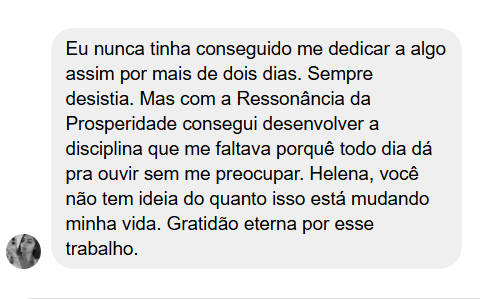 Eu nunca tinha conseguido me dedicar a algo
assim por mais de dois dias. Sempre
desistia. Mas com a Ressonância da
Prosperidade consegui desenvolver a
disciplina que me faltava porquê todo dia dá
pra ouvir sem me preocupar. Helena, você
não tem ideia do quanto isso está mudando
minha vida. Gratidão eterna por esse
trabalho.